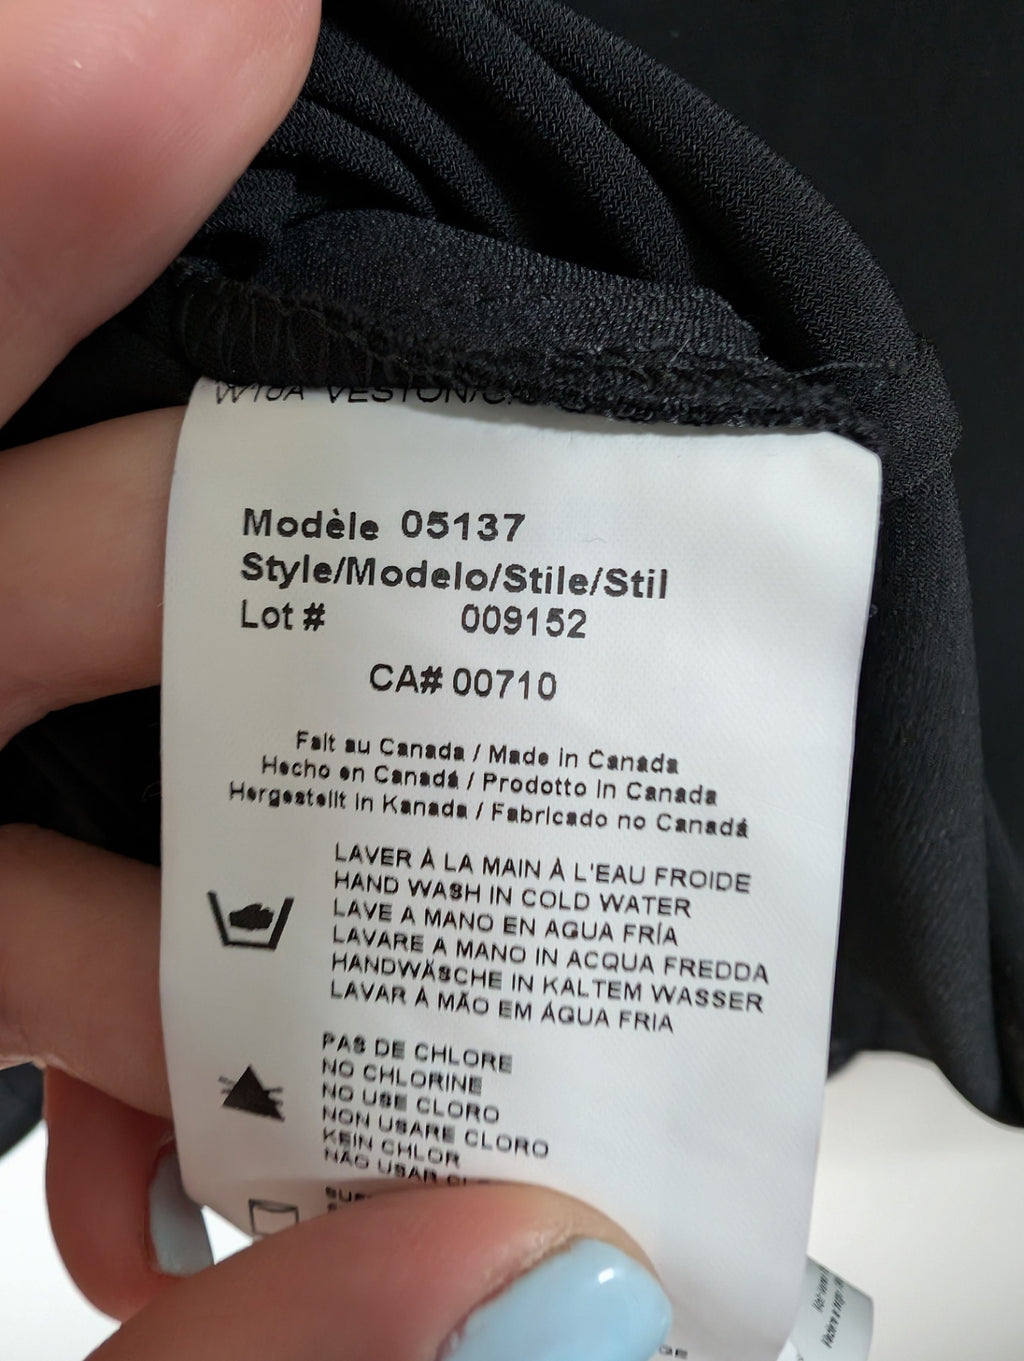 Modèle 05137
Style/Modelo/Stile/Stil
Lot # 009152
CA# 00710
Fait au Canada / Made in Canada
Hecho en Canadá / Prodotto in Canada
Hergestellt in Kanada / Fabricado no Canadá
LAVER À LA MAIN À L'EAU FROIDE
HAND WASH IN COLD WATER
LAVE A MANO EN AGUA FRÍA
LAVARE A MANO IN ACQUA FREDDA
HANDWÄSCHE IN KALTEM WASSER
LAVAR À MÃO EM ÁGUA FRIA
PAS DE CHLORE
NO CHLORINE
NO USE CLORO
NON USARE CLORO
KEIN CHLOR
NÃO USAR